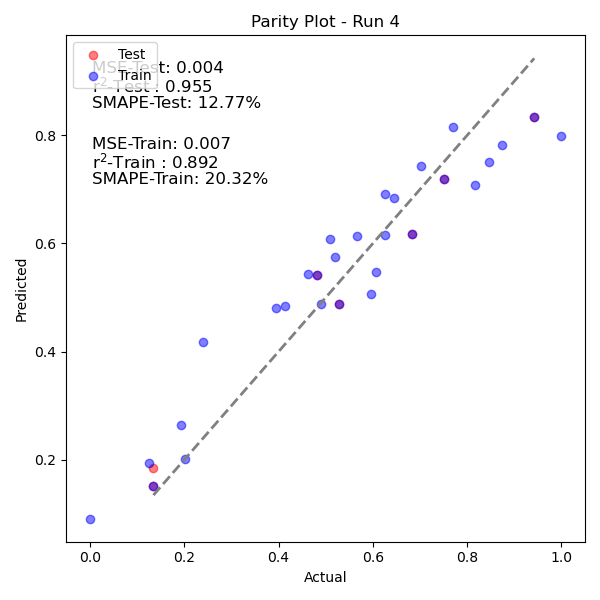 Parity Plot - Run 4
Test
Train
MSE-Test: 0.004
r²-Test : 0.955
SMAPE-Test: 12.77%
MSE-Train: 0.007
r²-Train : 0.892
SMAPE-Train: 20.32%
Predicted
0.8
0.6
0.4
0.2
0.0
0.2
0.4
0.6
0.8
1.0
Actual